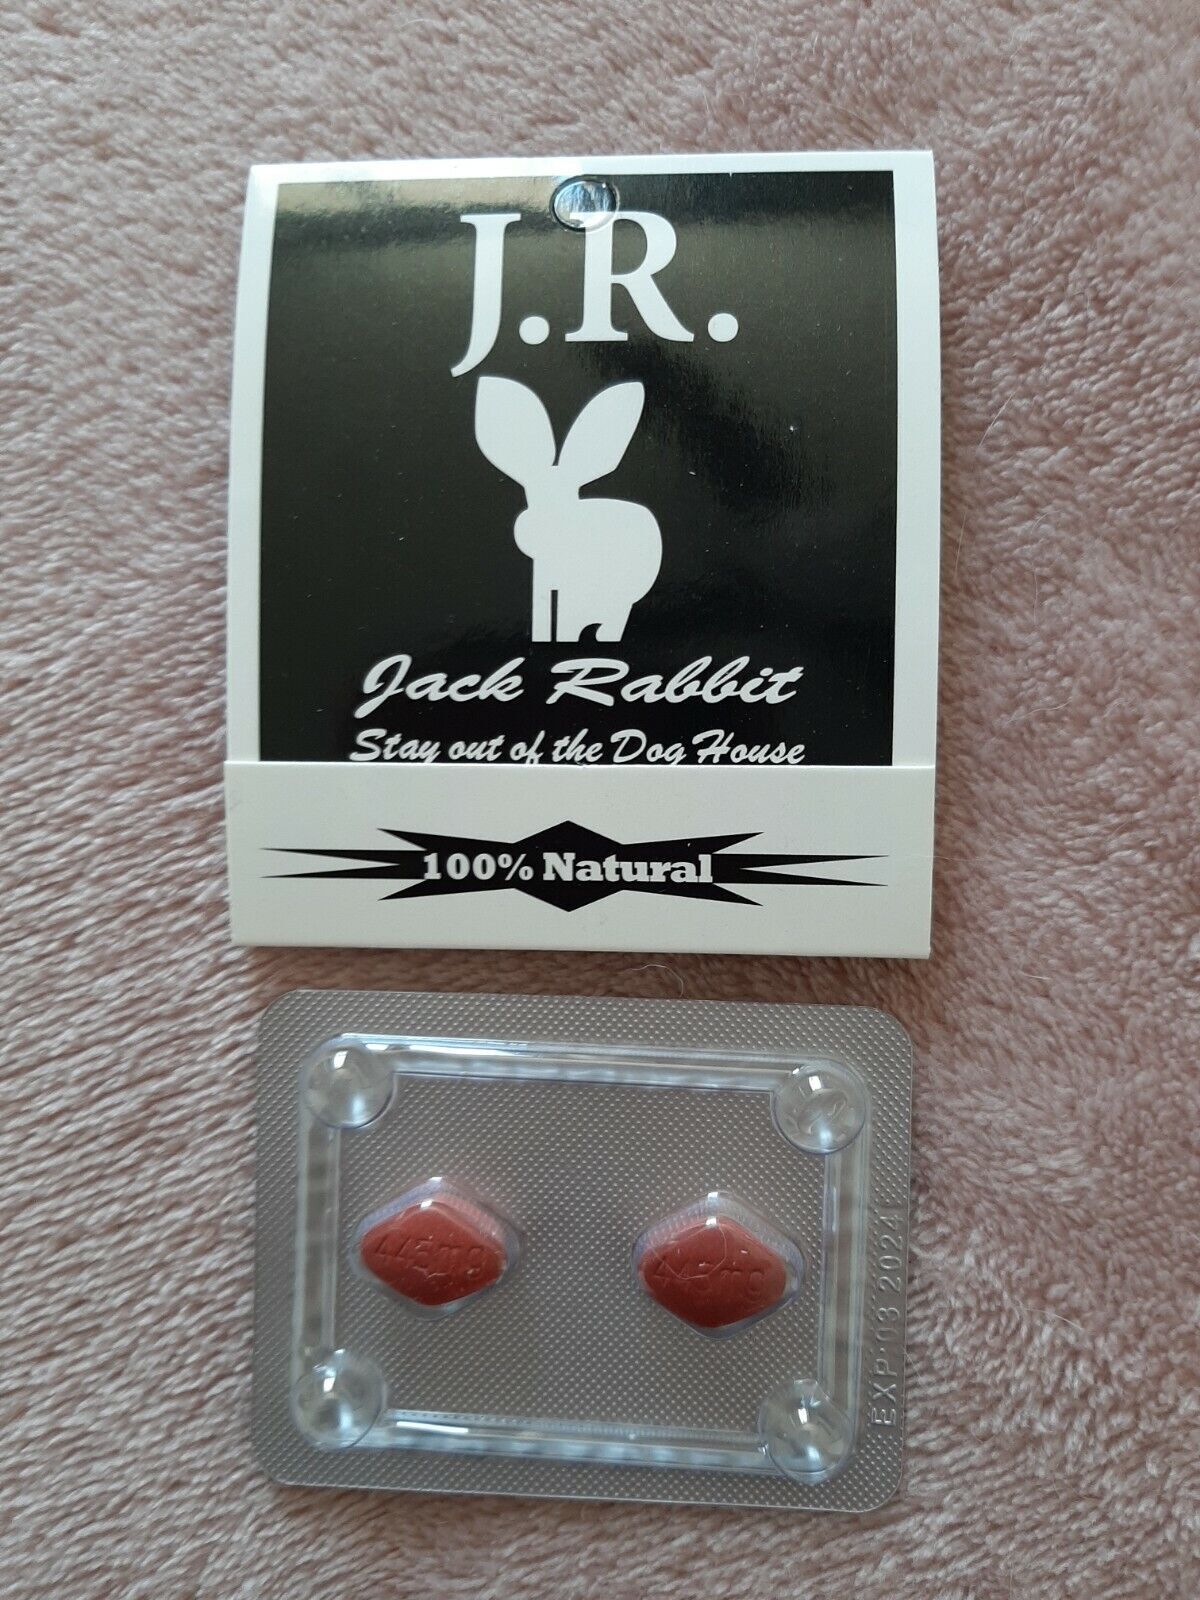 J.R.
Jack Rabbit
Stay out of the Dog House
100% Natural
EXP:03 2024